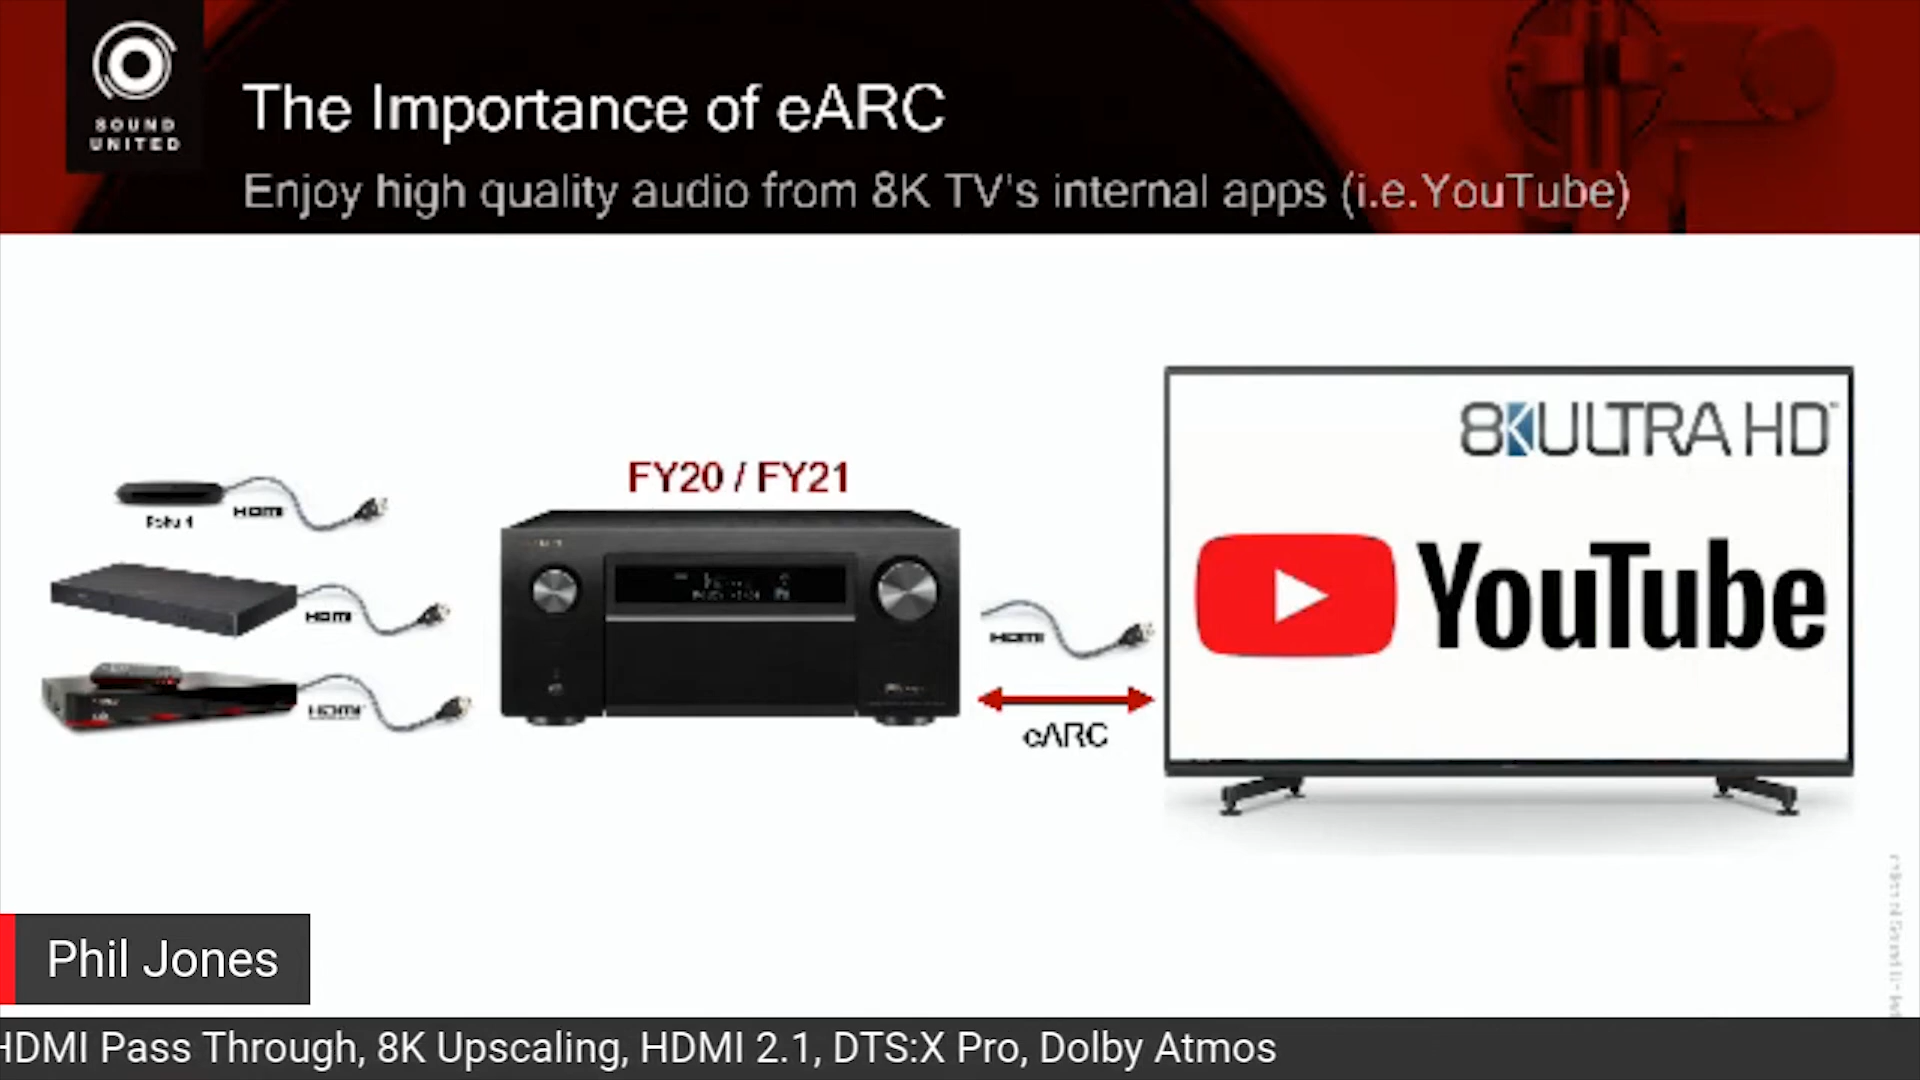 SOUND
UNITED
The Importance of eARC
Enjoy high quality audio from 8K TV's internal apps (i.e.YouTube)
8K ULTRA HD
FY20 / FY21
HDMI
YouTube
HDMI
HDMI
HDMI
eARC
Phil Jones
HDMI Pass Through, 8K Upscaling, HDMI 2.1, DTS:X Pro, Dolby Atmos